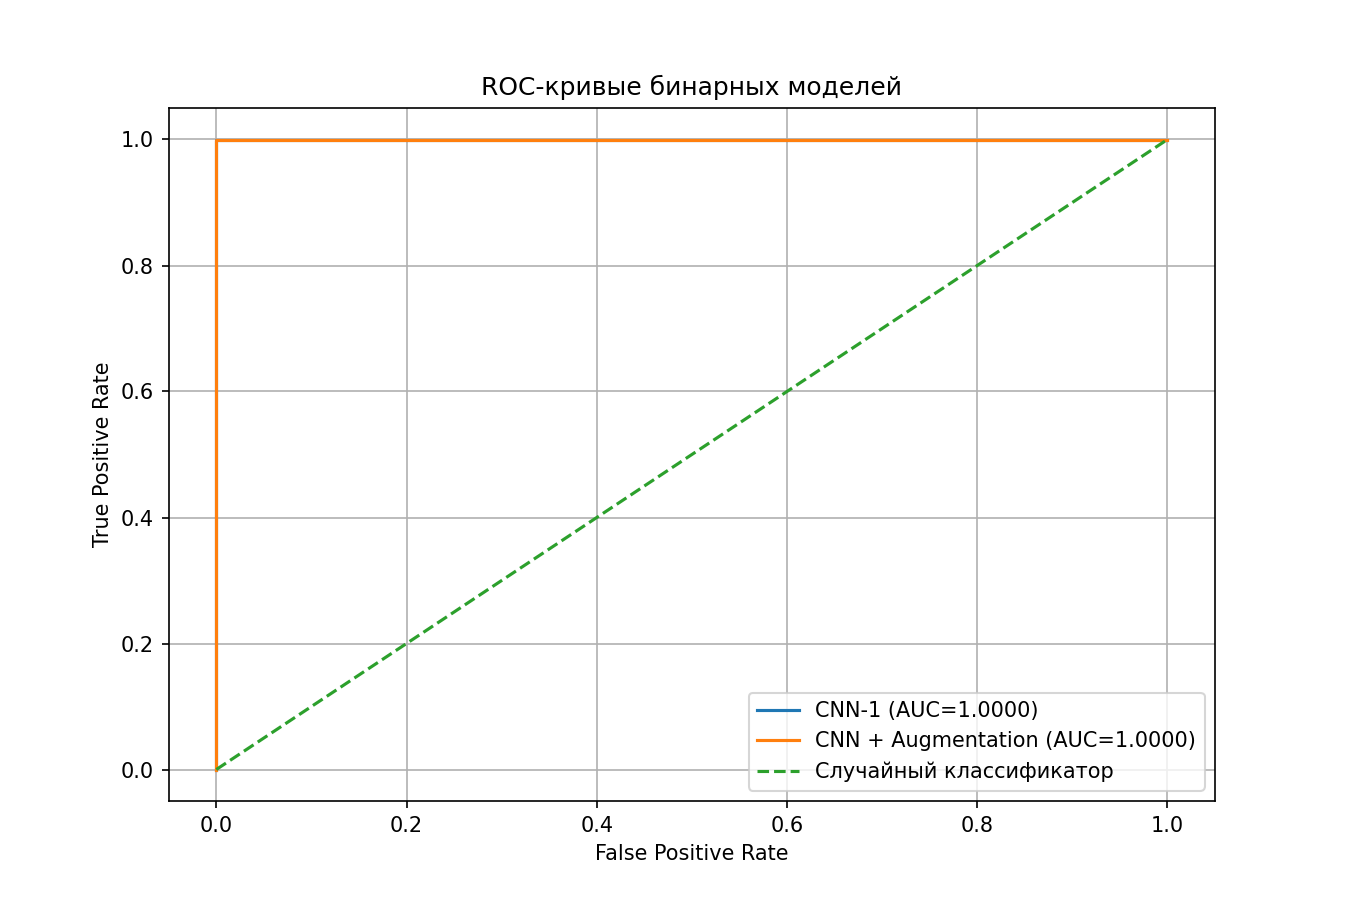 ROC-кривые бинарных моделей
True Positive Rate
1.0
0.8
0.6
0.4
0.2
0.0
CNN-1 (AUC=1.0000)
CNN + Augmentation (AUC=1.0000)
Случайный классификатор
0.0 0.2 0.4 0.6 0.8 1.0
False Positive Rate